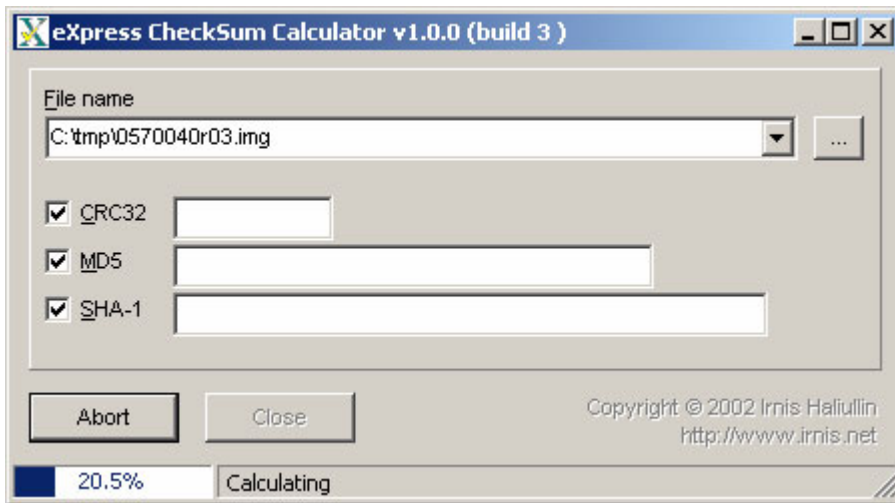 eXpress CheckSum Calculator v1.0.0 (build 3 )
File name
C:\tmp\0570040r03.img
...
CRC32
MD5
SHA-1
Abort
Close
Copyright © 2002 Irnis Haliullin
http://www.irnis.net
20.5%
Calculating